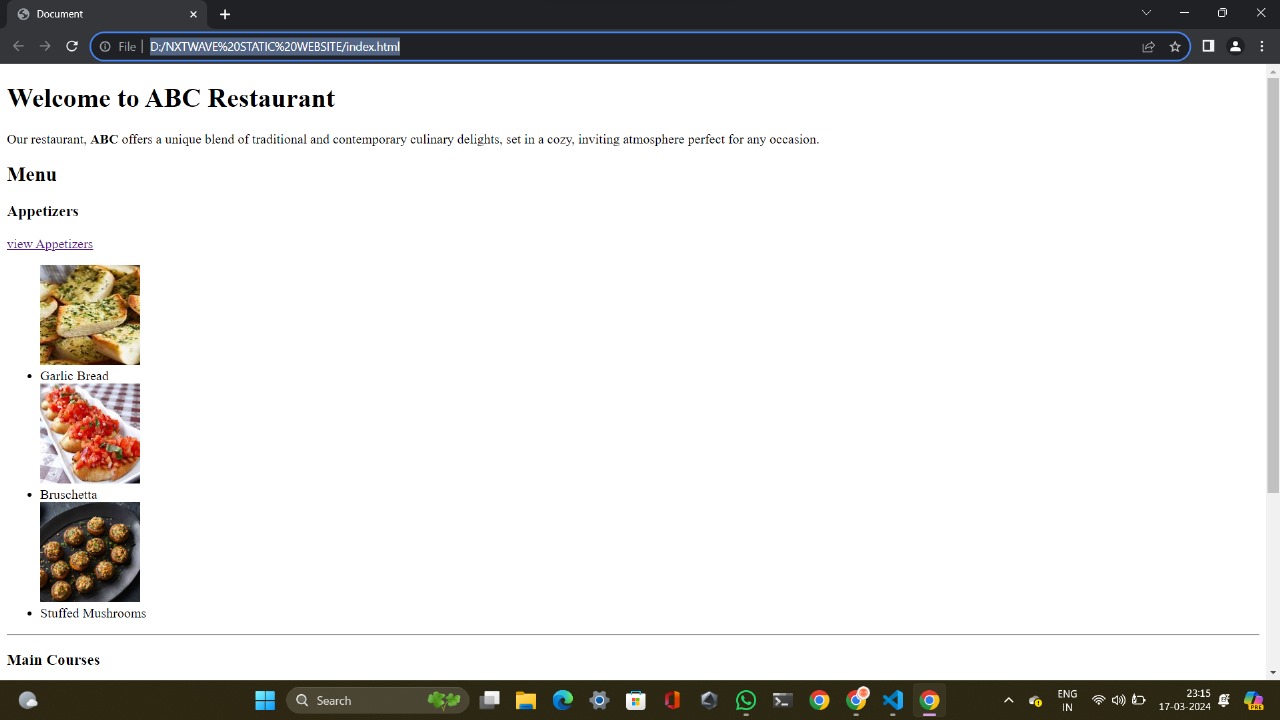 Document
File
D:/NXTWAVE%20STATIC%20WEBSITE/index.html
Welcome to ABC Restaurant
Our restaurant, ABC offers a unique blend of traditional and contemporary culinary delights, set in a cozy, inviting atmosphere perfect for any occasion.
Menu
Appetizers
view Appetizers
Garlic Bread
Bruschetta
Stuffed Mushrooms
Main Courses
Search
ENG
IN
23:15
17-03-2024
PRE